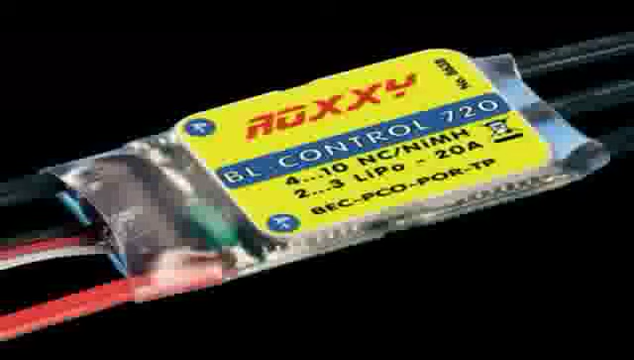 ROXXY
BL CONTROL 720
4...10 NC/NiMH
2...3 LiPo - 20A
BEC-PCO-POR-TP